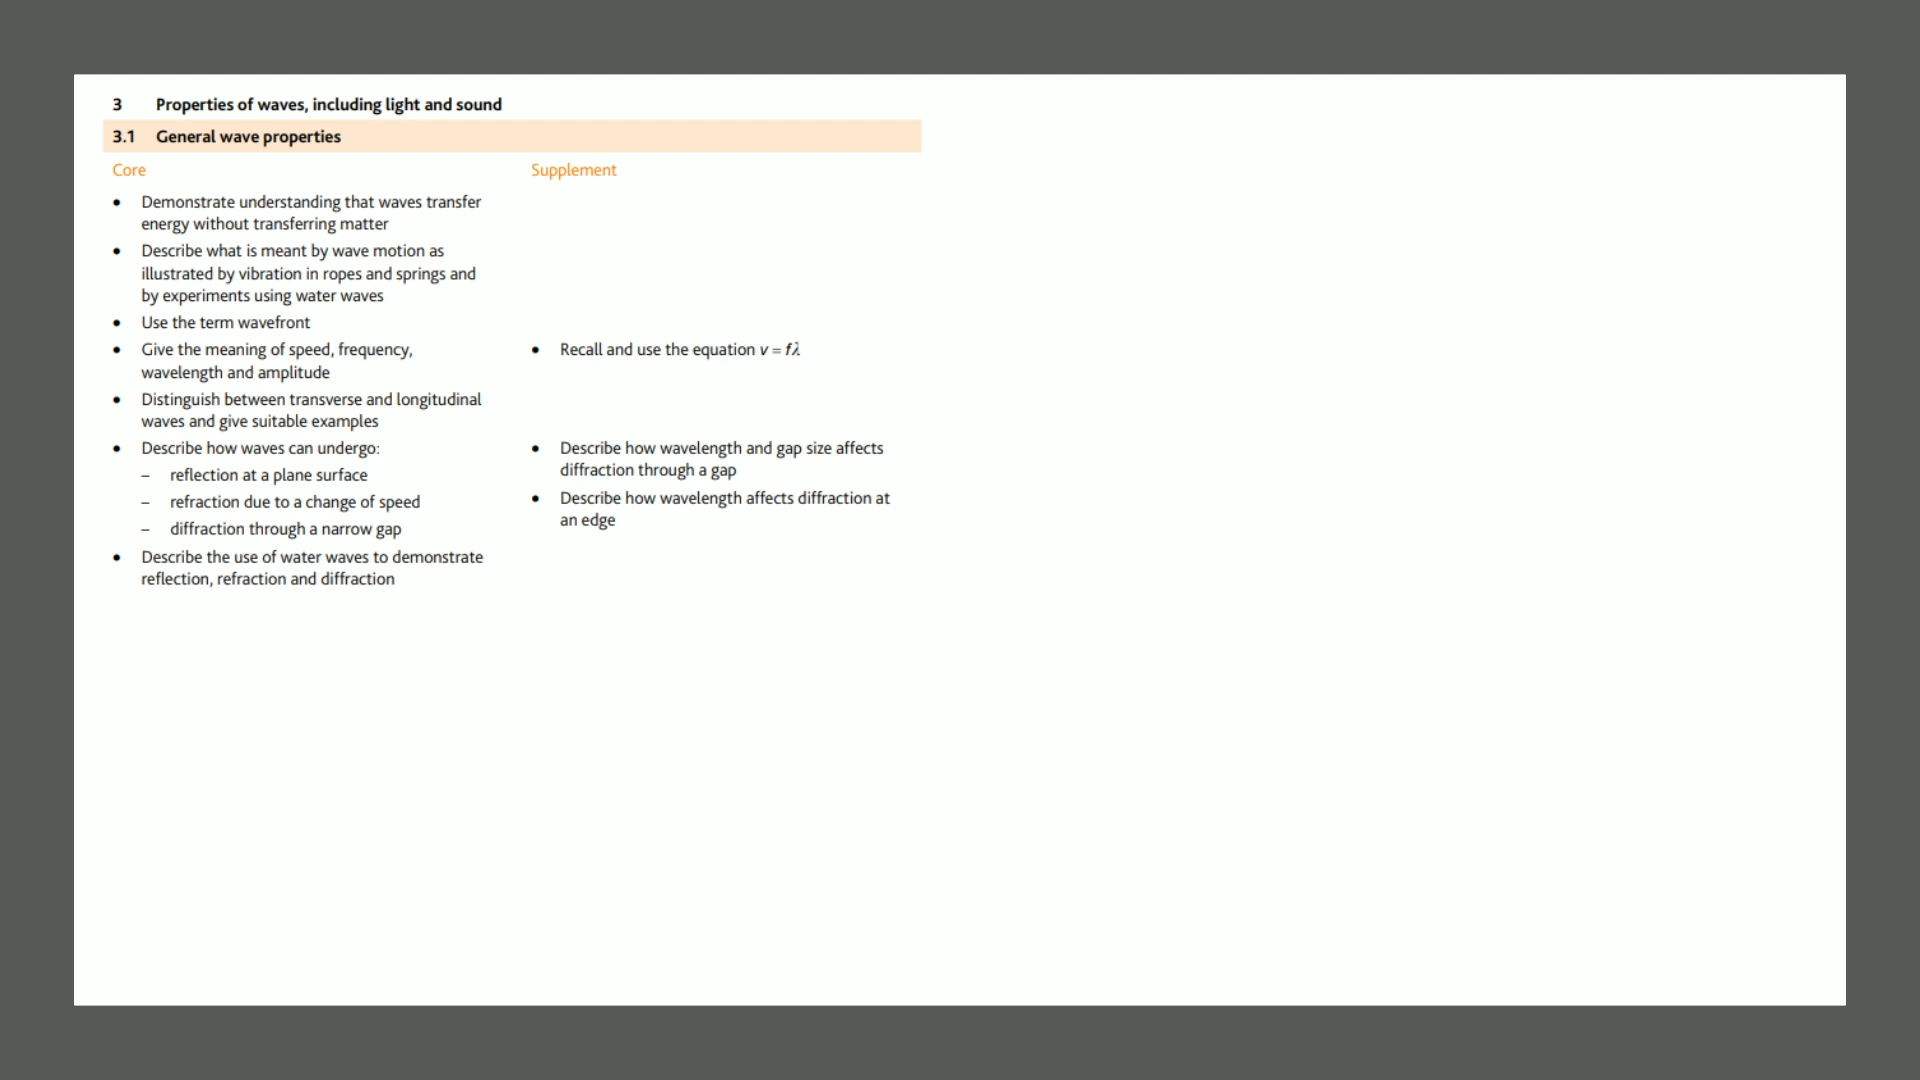 3 Properties of waves, including light and sound
3.1 General wave properties
Core
• Demonstrate understanding that waves transfer
energy without transferring matter
• Describe what is meant by wave motion as
illustrated by vibration in ropes and springs and
by experiments using water waves
• Use the term wavefront
• Give the meaning of speed, frequency,
wavelength and amplitude
• Distinguish between transverse and longitudinal
waves and give suitable examples
• Describe how waves can undergo:
– reflection at a plane surface
– refraction due to a change of speed
– diffraction through a narrow gap
• Describe the use of water waves to demonstrate
reflection, refraction and diffraction
Supplement
• Recall and use the equation v = fλ
• Describe how wavelength and gap size affects
diffraction through a gap
• Describe how wavelength affects diffraction at
an edge